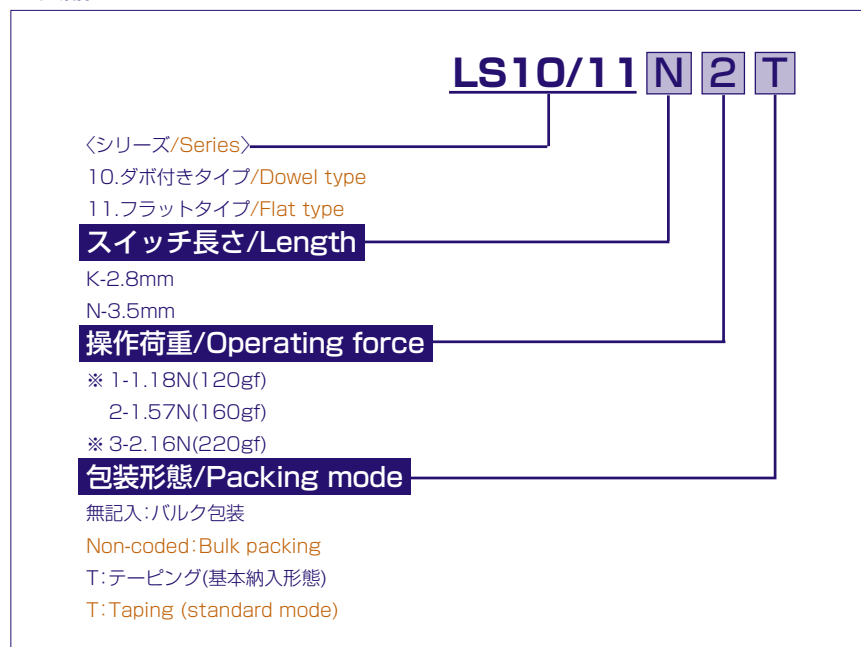 LS10/11 N 2 T
〈シリーズ/Series〉
10.ダボ付きタイプ/Dowel type
11.フラットタイプ/Flat type
スイッチ長さ/Length
K-2.8mm
N-3.5mm
操作荷重/Operating force
※ 1-1.18N(120gf)
2-1.57N(160gf)
※ 3-2.16N(220gf)
包装形態/Packing mode
無記入:バルク包装
Non-coded:Bulk packing
T:テーピング(基本納入形態)
T:Taping (standard mode)